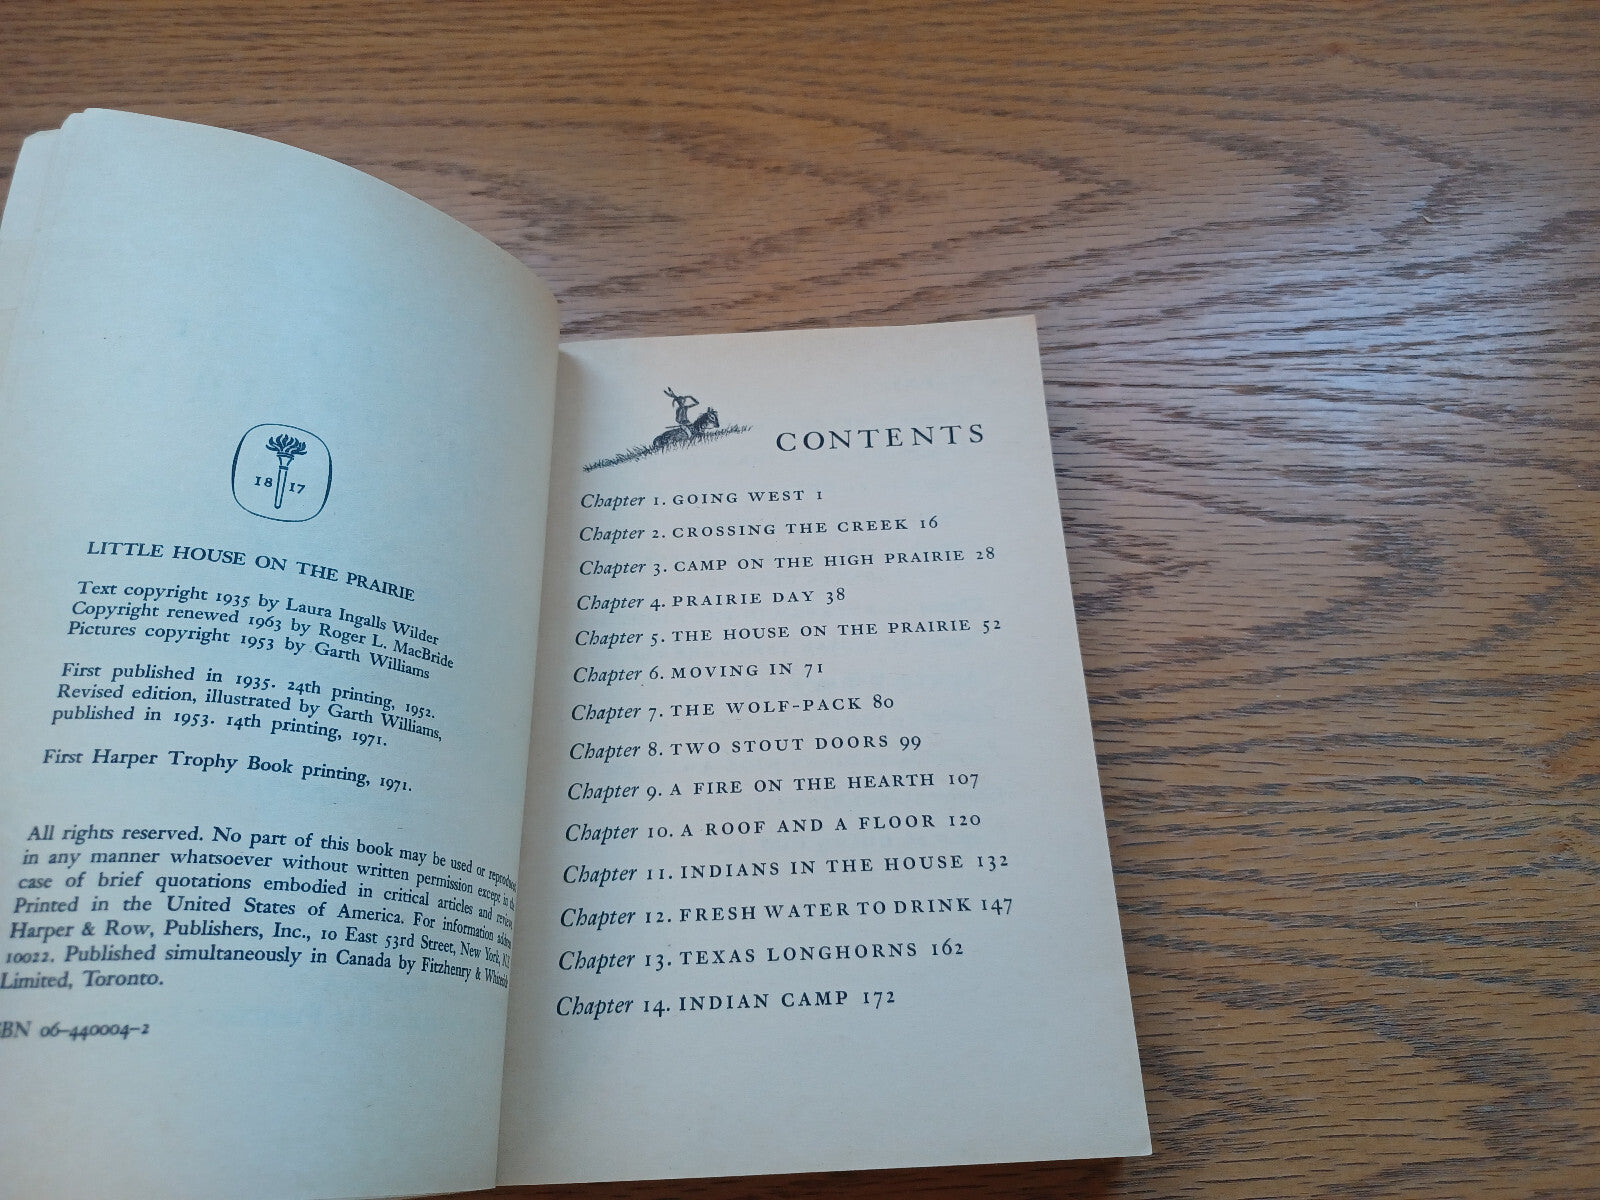 18 17
LITTLE HOUSE ON THE PRAIRIE
Text copyright 1935 by Laura Ingalls Wilder
Copyright renewed 1963 by Roger L. MacBride
Pictures copyright 1953 by Garth Williams
First published in 1935. 24th printing, 1952.
Revised edition, illustrated by Garth Williams,
published in 1953. 14th printing, 1971.
First Harper Trophy Book printing, 1971.
All rights reserved. No part of this book may be used or reproduced
in any manner whatsoever without written permission except in the
case of brief quotations embodied in critical articles and reviews.
Printed in the United States of America. For information address
Harper & Row, Publishers, Inc., 10 East 53rd Street, New York, N.Y.
10022. Published simultaneously in Canada by Fitzhenry & Whiteside
Limited, Toronto.
BN 06-440004-2
CONTENTS
Chapter 1. GOING WEST 1
Chapter 2. CROSSING THE CREEK 16
Chapter 3. CAMP ON THE HIGH PRAIRIE 28
Chapter 4. PRAIRIE DAY 38
Chapter 5. THE HOUSE ON THE PRAIRIE 52
Chapter 6. MOVING IN 71
Chapter 7. THE WOLF-PACK 80
Chapter 8. TWO STOUT DOORS 99
Chapter 9. A FIRE ON THE HEARTH 107
Chapter 10. A ROOF AND A FLOOR 120
Chapter 11. INDIANS IN THE HOUSE 132
Chapter 12. FRESH WATER TO DRINK 147
Chapter 13. TEXAS LONGHORNS 162
Chapter 14. INDIAN CAMP 172